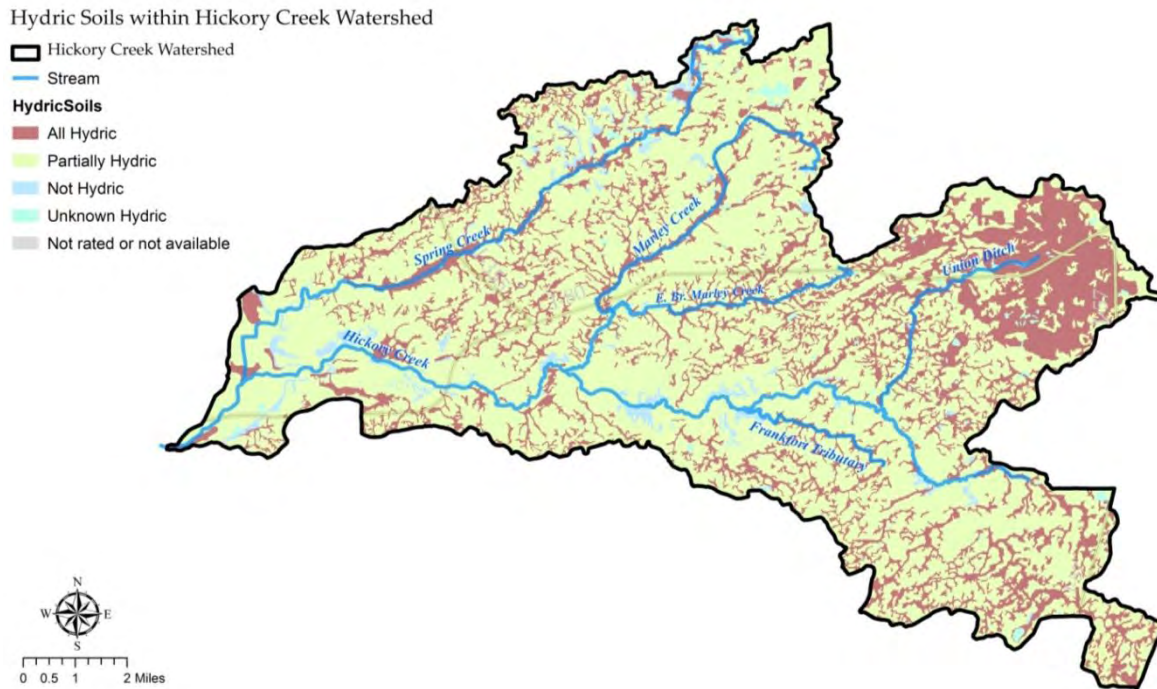 Hydric Soils within Hickory Creek Watershed
Hickory Creek Watershed
Stream
HydricSoils
All Hydric
Partially Hydric
Not Hydric
Unknown Hydric
Not rated or not available
Spring Creek
Marley Creek
Union Ditch
E. Br. Marley Creek
Hickory Creek
Frankfort Tributary
N
W E
S
0 0.5 1 2 Miles